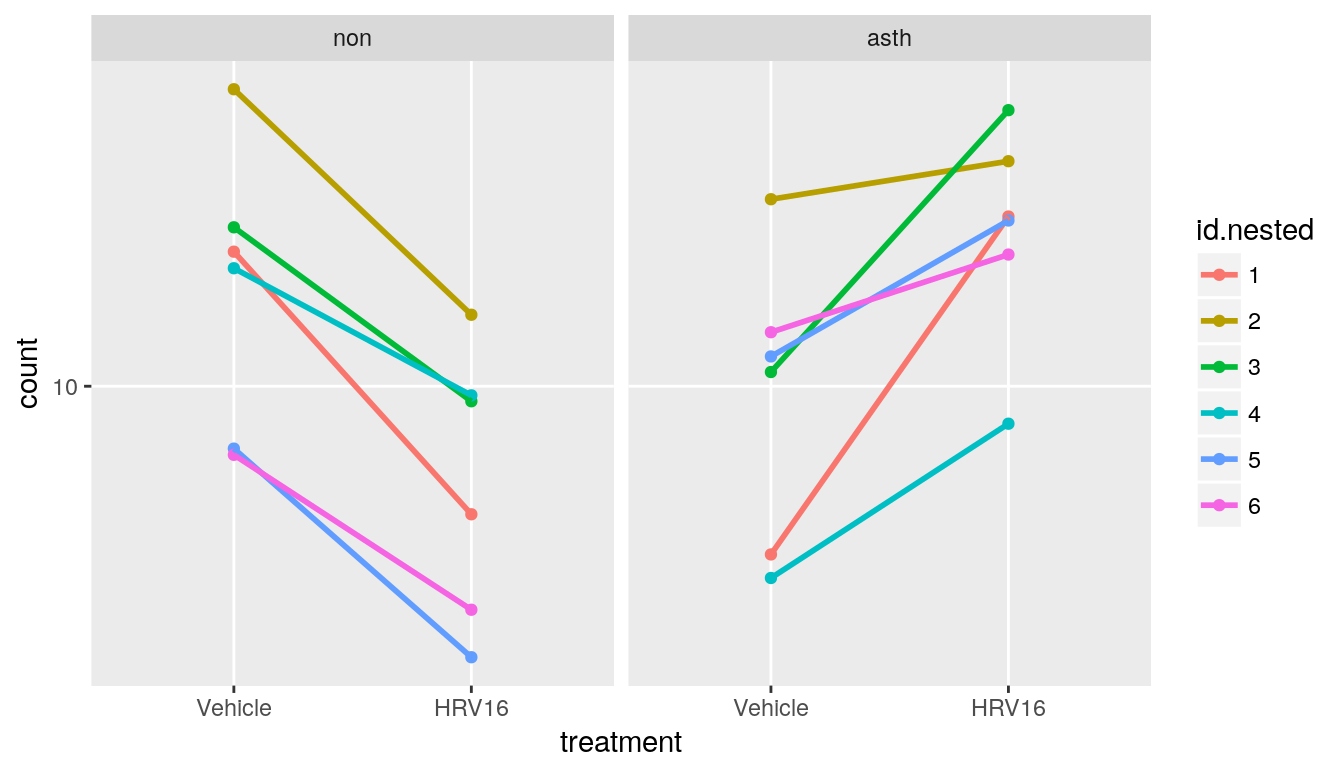 non
asth
count
10
Vehicle
HRV16
Vehicle
HRV16
treatment
id.nested
1
2
3
4
5
6